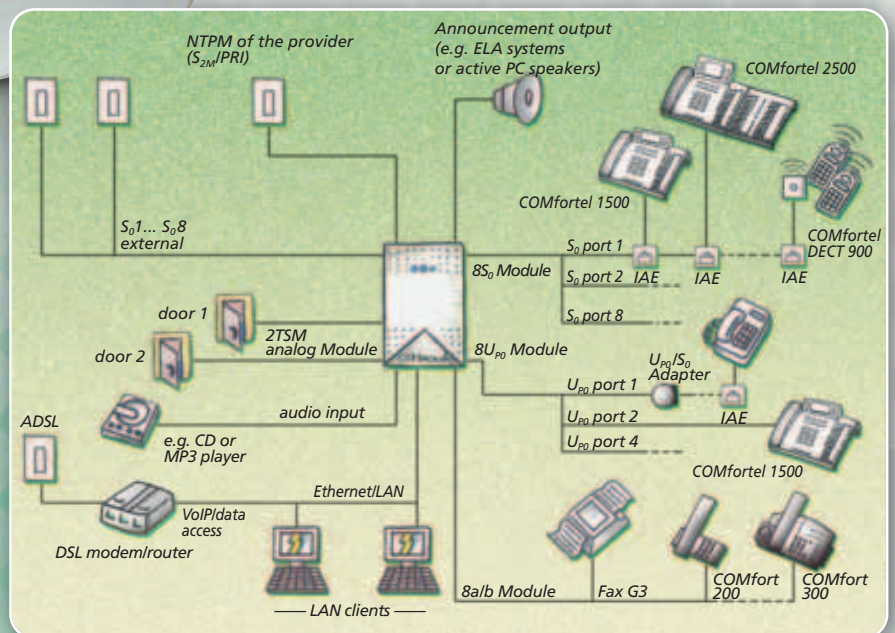 NTPM of the provider
(S2M/PRI)
Announcement output
(e.g. ELA systems
or active PC speakers)
COMfortel 2500
COMfortel 1500
COMfortel
DECT 900
S01... S08
external
8S0 Module
S0 port 1
IAE
IAE
IAE
S0 port 2
S0 port 8
door 1
door 2
2TSM
analog Module
8UP0 Module
UP0/S0
Adapter
UP0 port 1
IAE
UP0 port 2
UP0 port 4
COMfortel 1500
audio input
e.g. CD or
MP3 player
ADSL
Ethernet/LAN
VoIP/data
access
DSL modem/router
LAN clients
8a/b Module
Fax G3
COMfort
200
COMfort
300